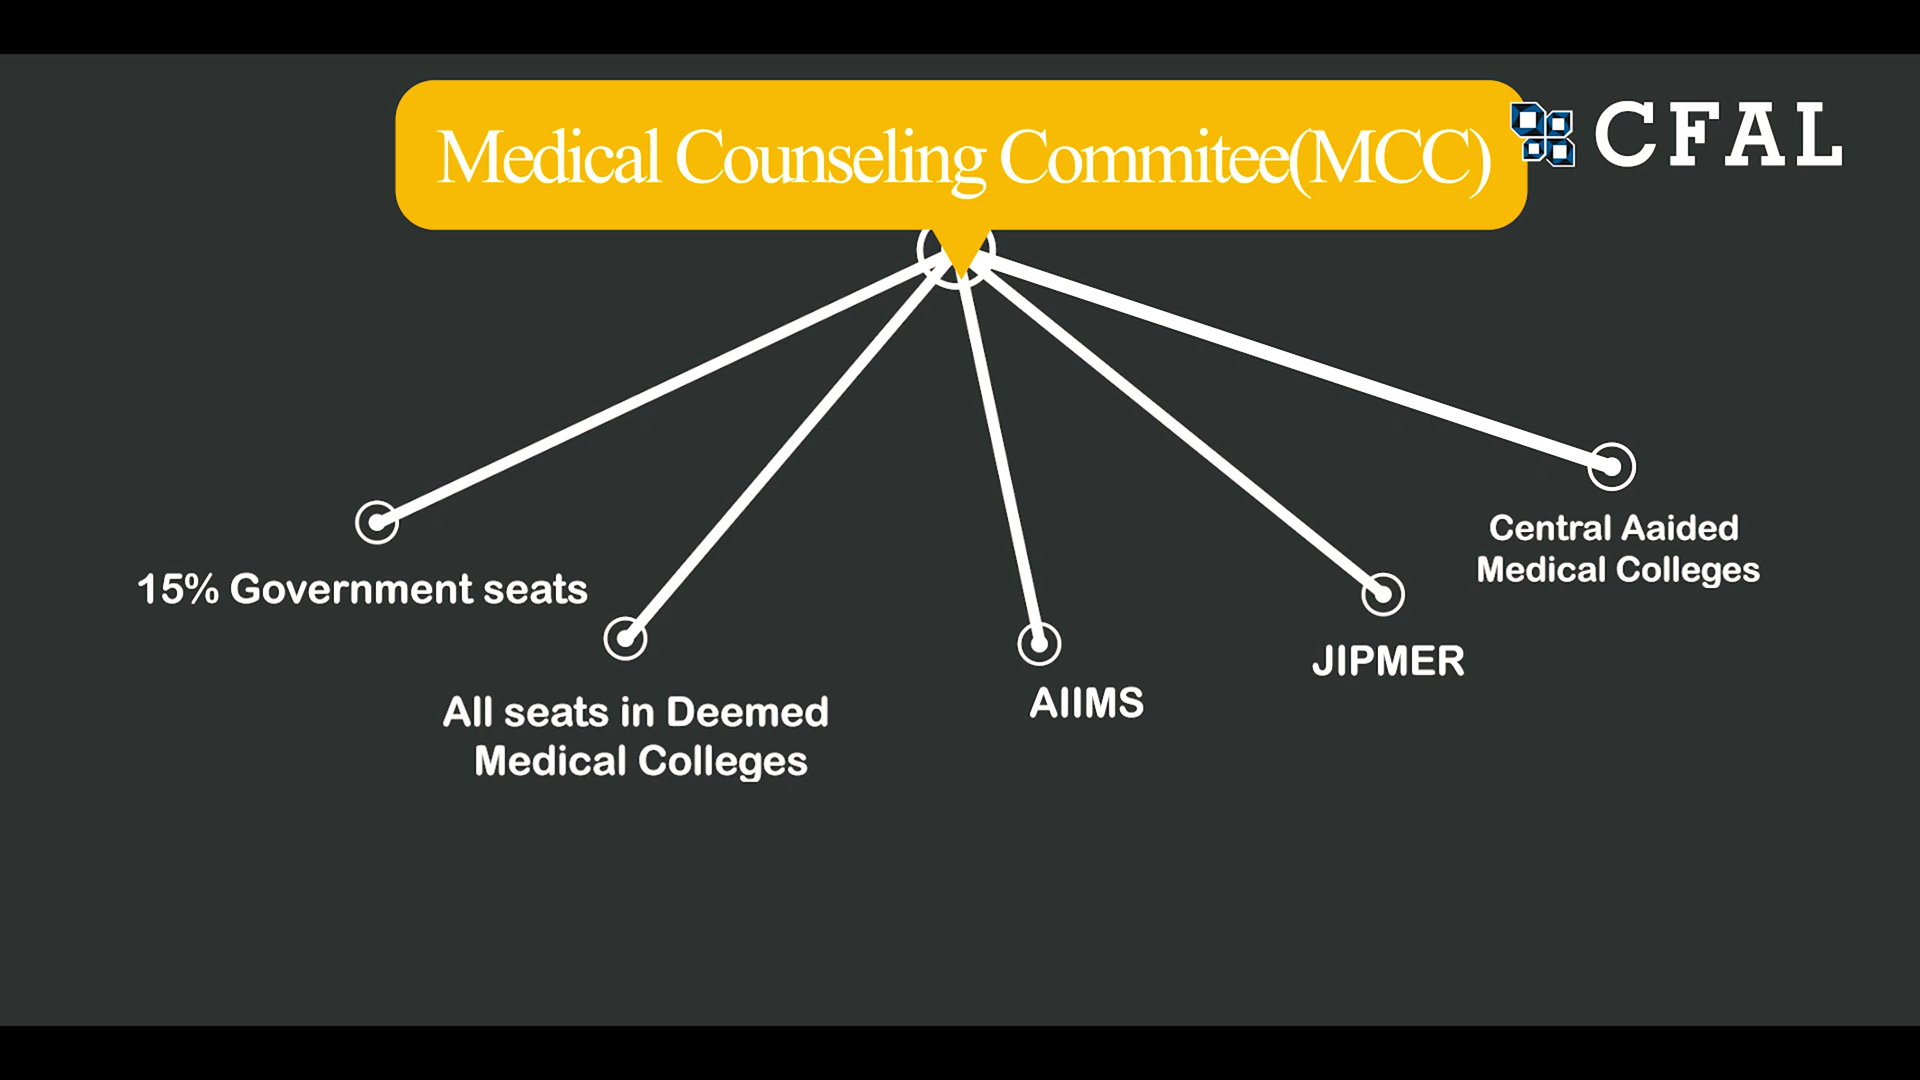 Medical Counseling Commitee(MCC)
CFAL
15% Government seats
All seats in Deemed
Medical Colleges
AIIMS
JIPMER
Central Aaided
Medical Colleges